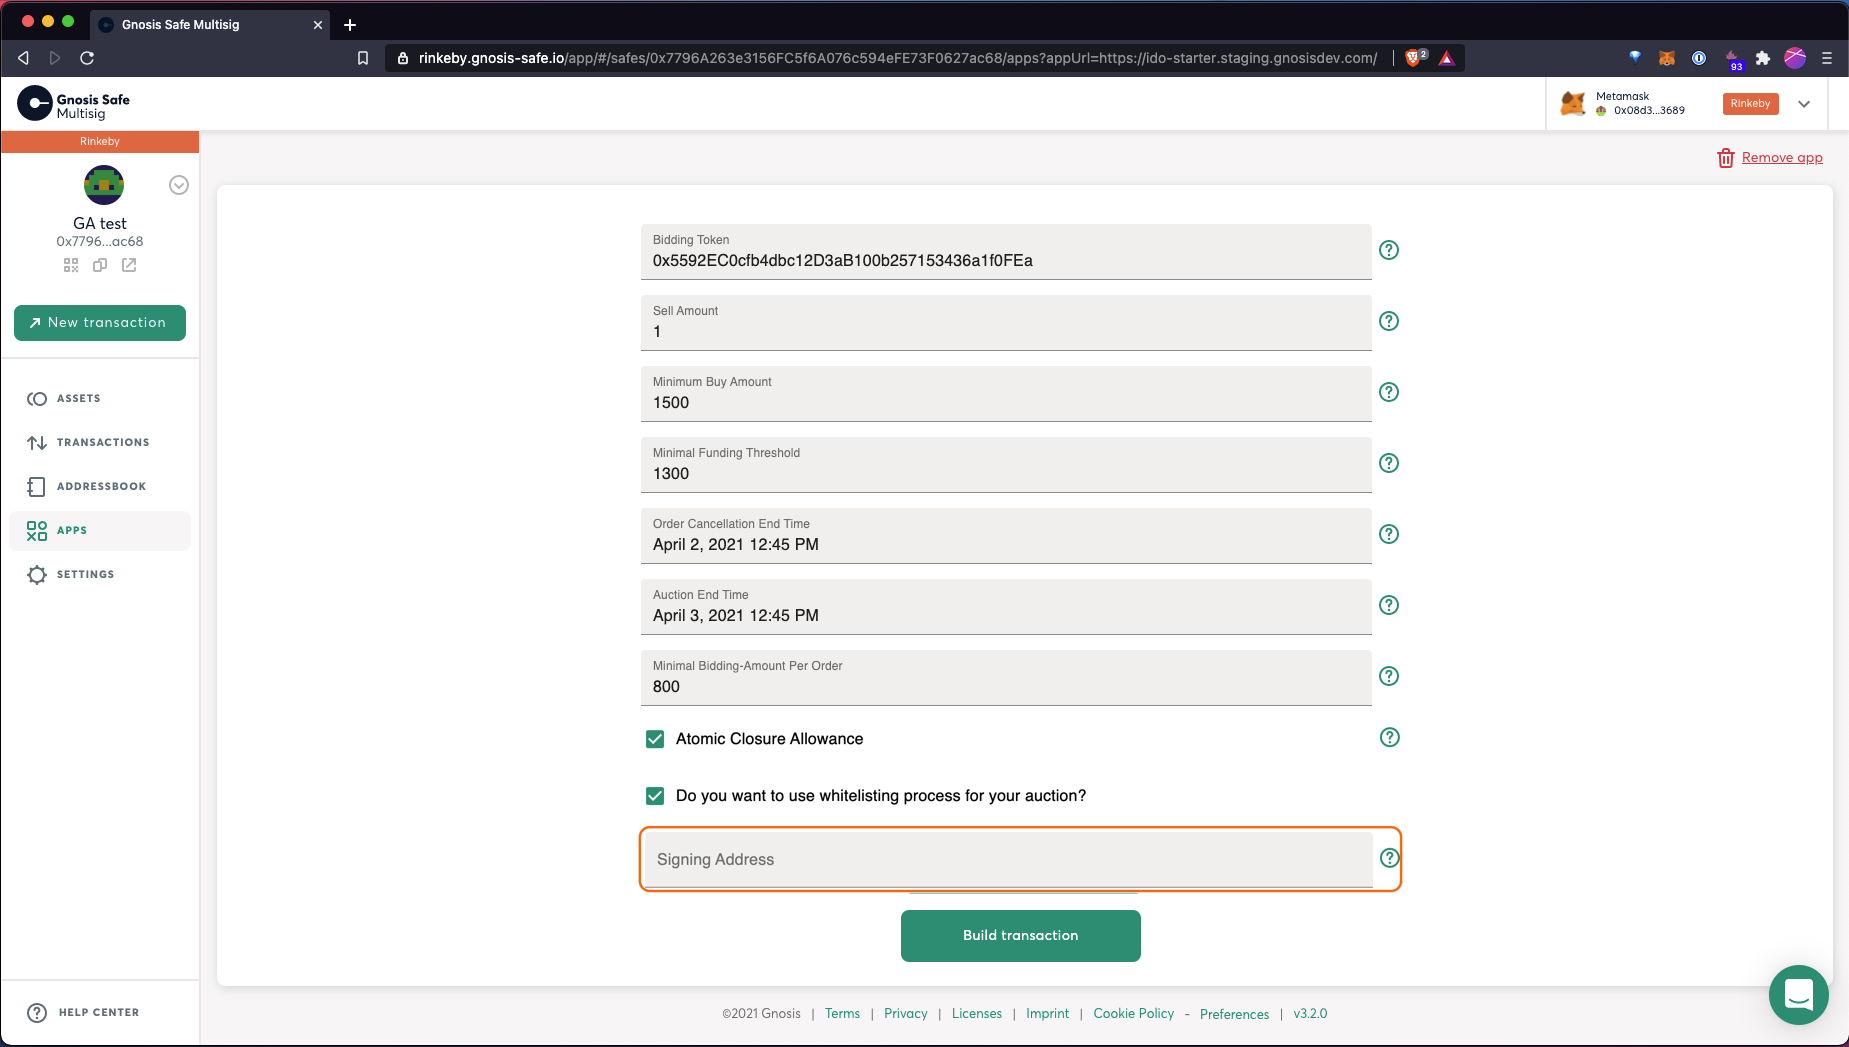 Gnosis Safe Multisig
rinkeby.gnosis-safe.io/app/#/safes/0x7796A263e3156FC5f6A076c594eFE73F0627ac68/apps?appUrl=https://ido-starter.staging.gnosisdev.com/
2
93
Gnosis Safe
Multisig
Metamask
0x08d3...3689
Rinkeby
Rinkeby
Remove app
GA test
0x7796...ac68
New transaction
ASSETS
TRANSACTIONS
ADDRESSBOOK
APPS
SETTINGS
HELP CENTER
Bidding Token
0x5592EC0cfb4dbc12D3aB100b257153436a1f0FEa
Sell Amount
1
Minimum Buy Amount
1500
Minimal Funding Threshold
1300
Order Cancellation End Time
April 2, 2021 12:45 PM
Auction End Time
April 3, 2021 12:45 PM
Minimal Bidding-Amount Per Order
800
Atomic Closure Allowance
Do you want to use whitelisting process for your auction?
Signing Address
Build transaction
©2021 Gnosis | Terms | Privacy | Licenses | Imprint | Cookie Policy - Preferences | v3.2.0